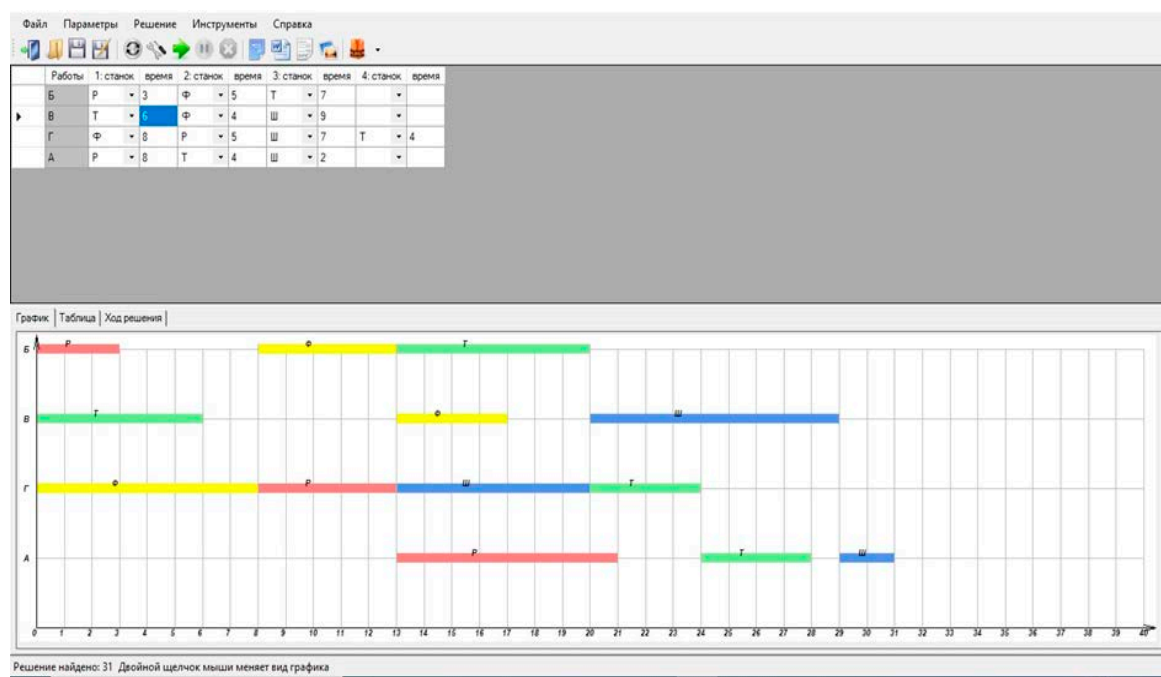 Файл Параметры Решение Инструменты Справка
Работы 1: станок время 2: станок время 3: станок время 4: станок время
Б Р 3 Ф 5 Т 7
В Т 6 Ф 4 Ш 9
Г Ф 8 Р 5 Ш 7 Т 4
А Р 8 Т 4 Ш 2
График Таблица Ход решения
Б Р Ф Т
В Т Ф Ш
Г Ф Р Ш Т
А Р Т Ш
0 1 2 3 4 5 6 7 8 9 10 11 12 13 14 15 16 17 18 19 20 21 22 23 24 25 26 27 28 29 30 31 32 33 34 35 36 37 38 39 40
Решение найдено: 31 Двойной щелчок мыши меняет вид графика